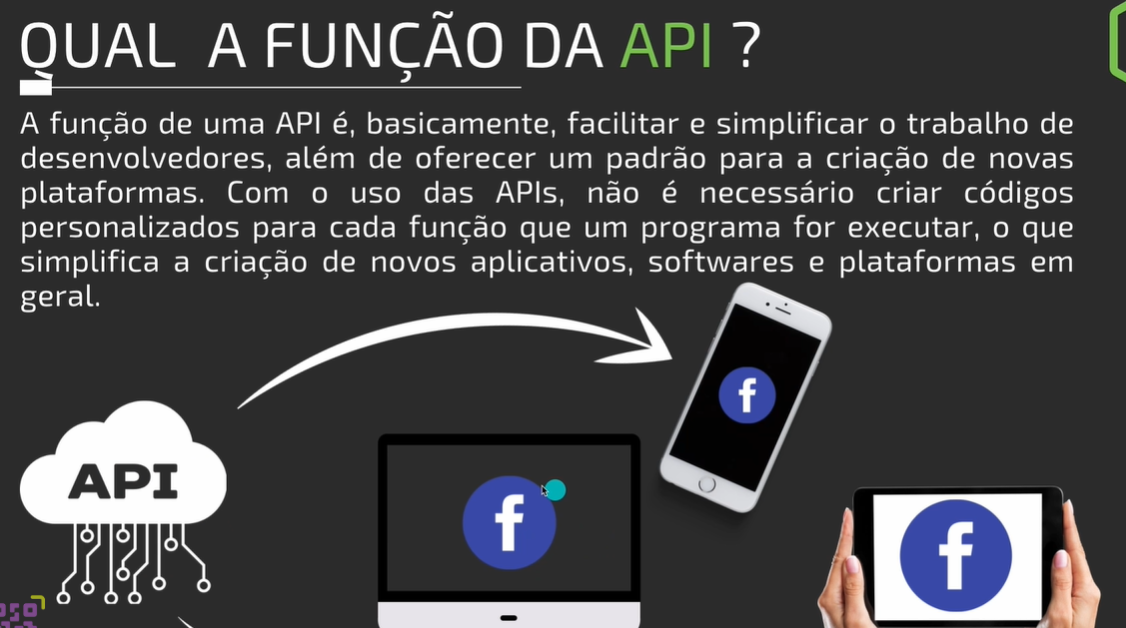 QUAL A FUNÇÃO DA API ?
A função de uma API é, basicamente, facilitar e simplificar o trabalho de
desenvolvedores, além de oferecer um padrão para a criação de novas
plataformas. Com o uso das APIs, não é necessário criar códigos
personalizados para cada função que um programa for executar, o que
simplifica a criação de novos aplicativos, softwares e plataformas em
geral.
f
API
f
f